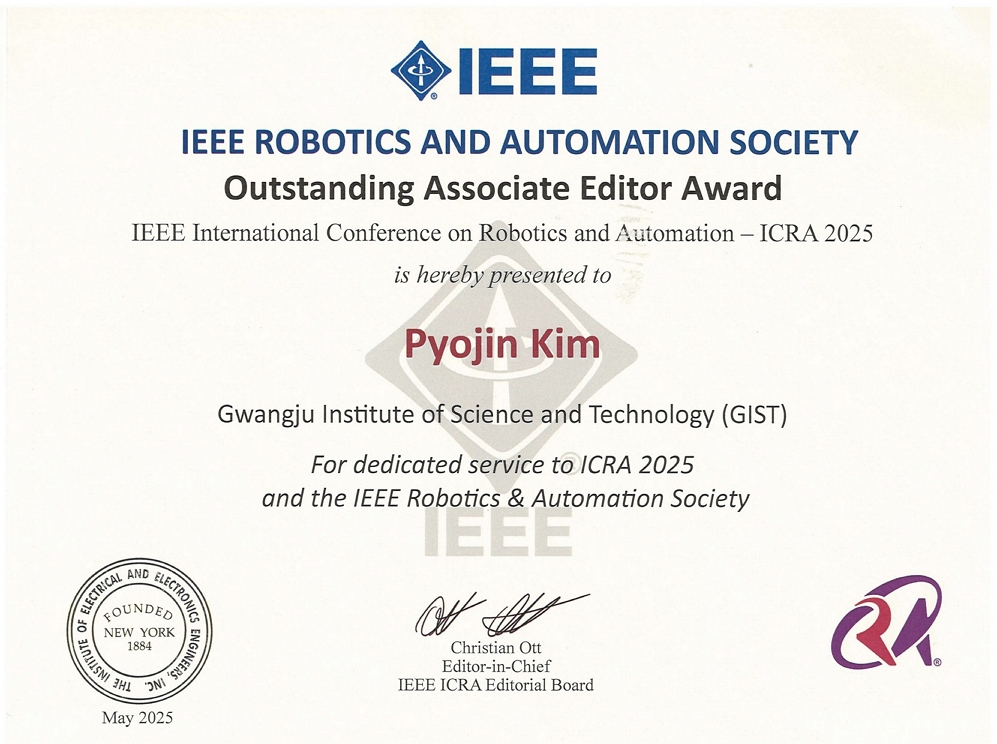 IEEE
IEEE ROBOTICS AND AUTOMATION SOCIETY
Outstanding Associate Editor Award
IEEE International Conference on Robotics and Automation – ICRA 2025
is hereby presented to
Pyojin Kim
Gwangju Institute of Science and Technology (GIST)
For dedicated service to ICRA 2025
and the IEEE Robotics & Automation Society
IEEE
THE INSTITUTE OF ELECTRICAL AND ELECTRONICS ENGINEERS, INC.
FOUNDED
NEW YORK
1884
May 2025
Ott Ott
Christian Ott
Editor-in-Chief
IEEE ICRA Editorial Board
RA